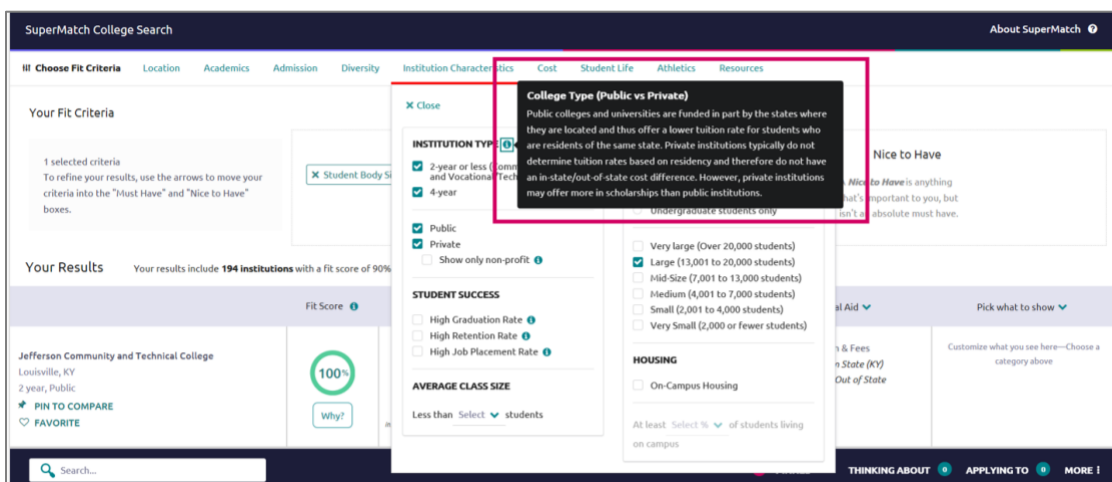 SuperMatch College Search
About SuperMatch
Choose Fit Criteria
Location
Academics
Admission
Diversity
Institution Characteristics
Cost
Student Life
Athletics
Resources
Your Fit Criteria
1 selected criteria
To refine your results, use the arrows to move your
criteria into the "Must Have" and "Nice to Have"
boxes.
Student Body
Close
INSTITUTION TYPE
2-year or less
and Vocational
4-year
Public
Private
Show only non-profit
STUDENT SUCCESS
High Graduation Rate
High Retention Rate
High Job Placement Rate
AVERAGE CLASS SIZE
Less than Select students
College Type (Public vs Private)
Public colleges and universities are funded in part by the states where
they are located and thus offer a lower tuition rate for students who
are residents of the same state. Private institutions typically do not
determine tuition rates based on residency and therefore do not have
an in-state/out-of-state cost difference. However, private institutions
may offer more in scholarships than public institutions.
Undergraduate students only
Very large (Over 20,000 students)
Large (13,001 to 20,000 students)
Mid-Size (7,001 to 13,000 students)
Medium (4,001 to 7,000 students)
Small (2,001 to 4,000 students)
Very Small (2,000 or fewer students)
HOUSING
On-Campus Housing
At least Select % of students living
on campus
Nice to Have
Nice to Have is anything
important to you, but
isn't an absolute must have.
Your Results
Your results include 194 institutions with a fit score of 90%
Fit Score
Aid
Pick what to show
Jefferson Community and Technical College
Louisville, KY
2 year, Public
PIN TO COMPARE
FAVORITE
100%
Why?
& Fees
State (KY)
Out of State
Customize what you see here—Choose a
category above
Search...
THINKING ABOUT 0
APPLYING TO 0
MORE